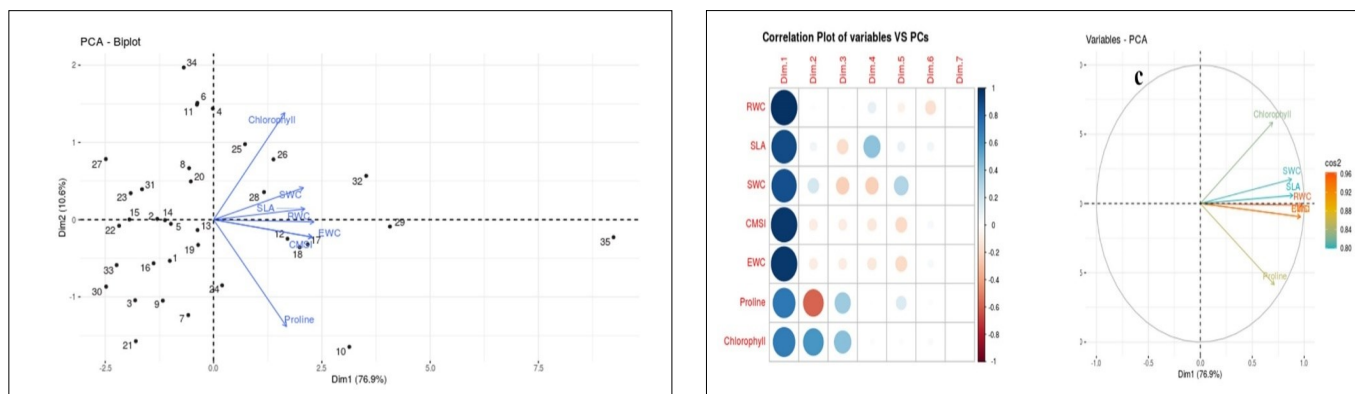 PCA - Biplot
2
1
0
-1
Dim2 (10.6%)
34
6
11
4
Chlorophyll
25
26
27
8
20
32
31
23
28
SWC
SLA
15
2
14
5
RWC
22
13
12
EWC
29
17
CMSI
18
35
19
1
16
33
30
24
3
9
7
Proline
21
10
-2.5
0.0
2.5
5.0
7.5
Dim1 (76.9%)
Correlation Plot of variables VS PCs
Dim.1
Dim.2
Dim.3
Dim.4
Dim.5
Dim.6
Dim.7
RWC
SLA
SWC
CMSI
EWC
Proline
Chlorophyll
1
0.8
0.6
0.4
0.2
0
-0.2
-0.4
-0.6
-0.8
-1
Variables - PCA
c
Chlorophyll
SWC
SLA
RWC
Proline
-1.0
-0.5
0.0
0.5
1.0
Dim1 (76.9%)
cos2
0.96
0.92
0.88
0.84
0.80